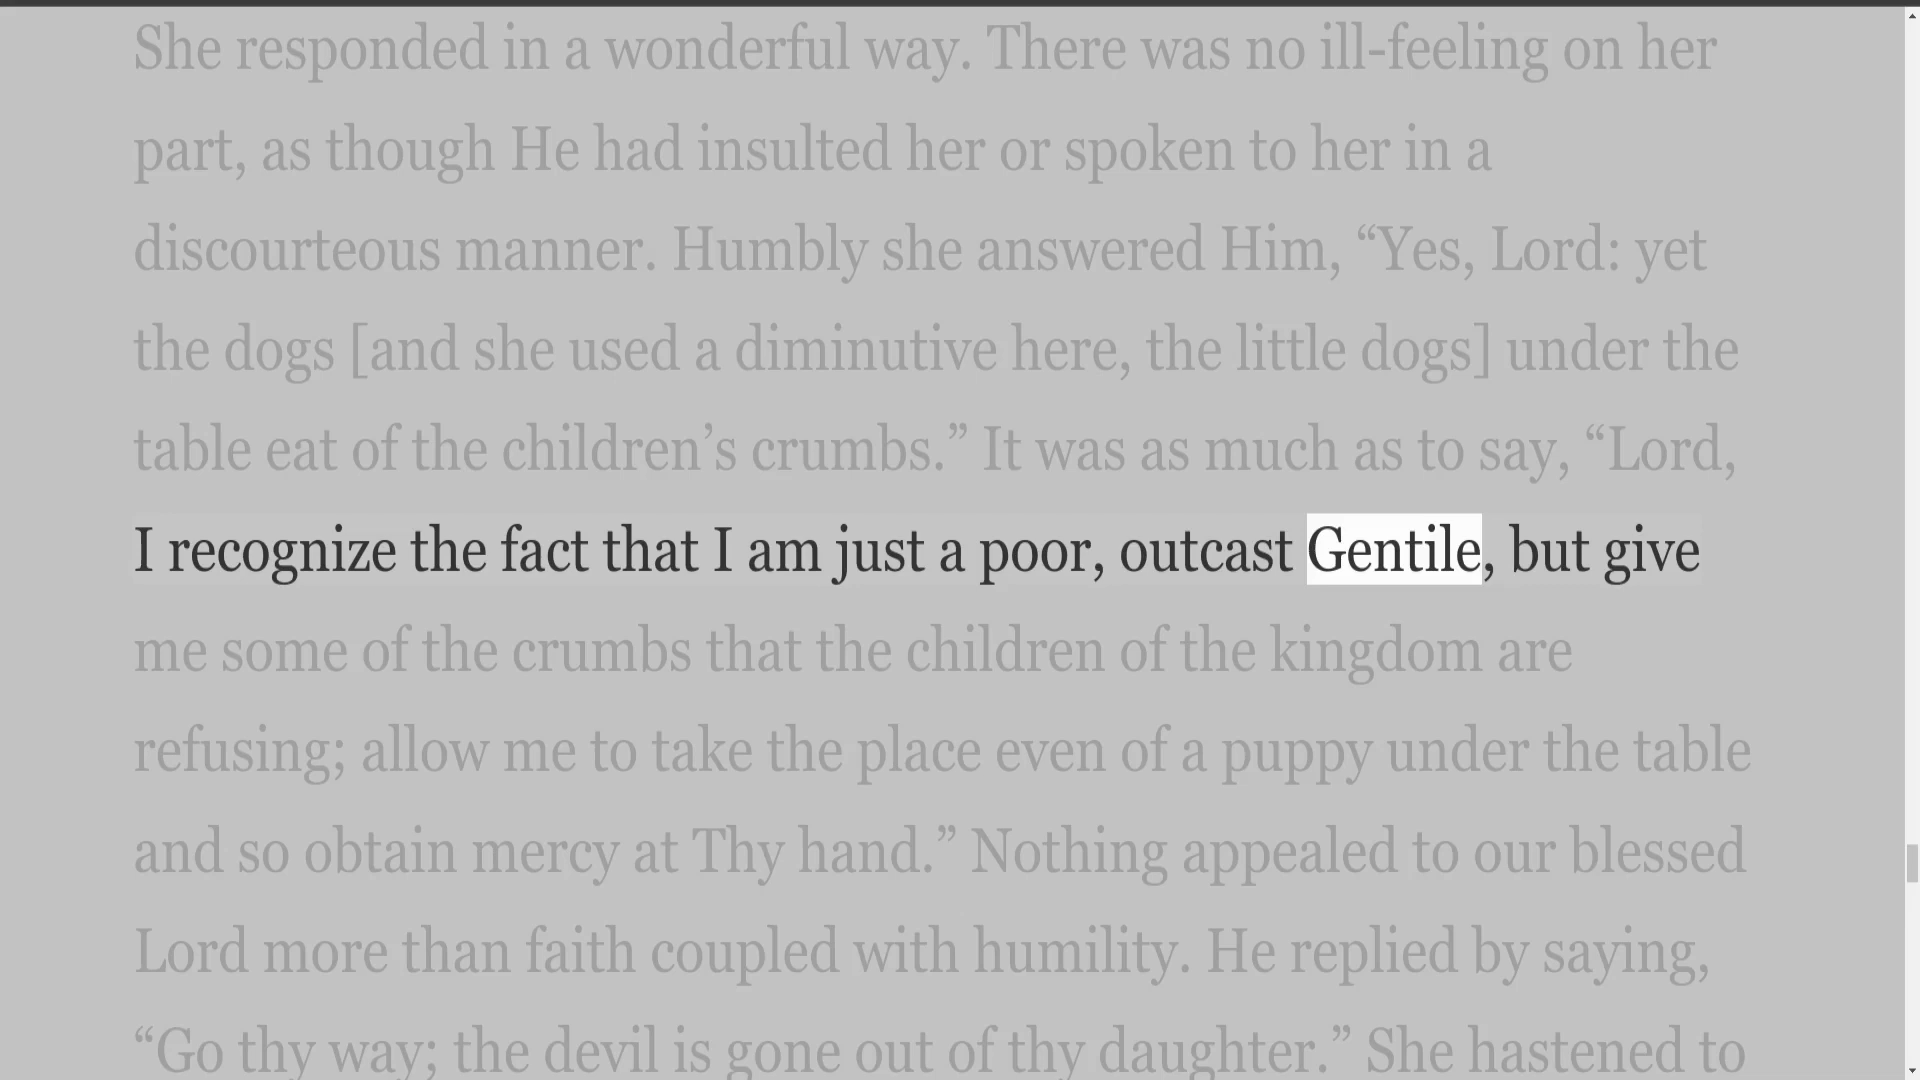 She responded in a wonderful way. There was no ill-feeling on her
part, as though He had insulted her or spoken to her in a
discourteous manner. Humbly she answered Him, “Yes, Lord: yet
the dogs [and she used a diminutive here, the little dogs] under the
table eat of the children’s crumbs.” It was as much as to say, “Lord,
I recognize the fact that I am just a poor, outcast Gentile, but give
me some of the crumbs that the children of the kingdom are
refusing; allow me to take the place even of a puppy under the table
and so obtain mercy at Thy hand.” Nothing appealed to our blessed
Lord more than faith coupled with humility. He replied by saying,
“Go thy way; the devil is gone out of thy daughter.” She hastened to